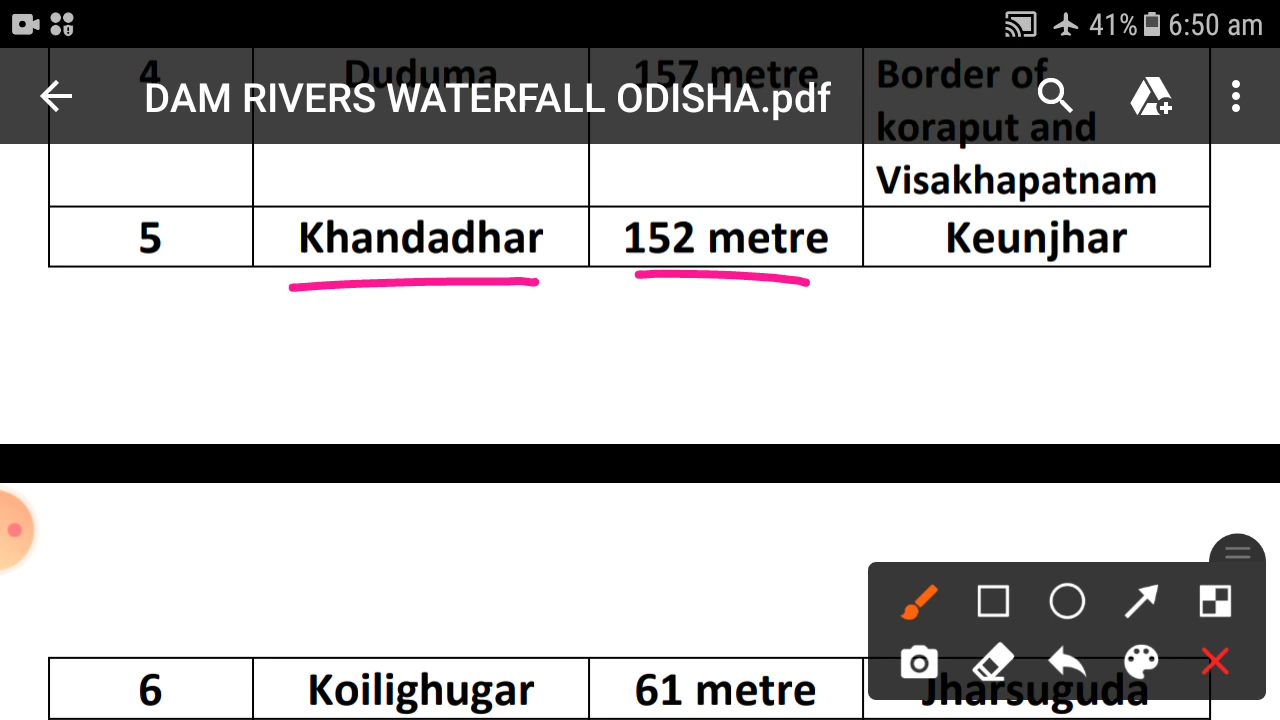 41% 6:50 am
DAM RIVERS WATERFALL ODISHA.pdf
4 Duduma 157 metre Border of
koraput and
Visakhapatnam
5 Khandadhar 152 metre Keunjhar
6 Koilighugar 61 metre Jharsuguda